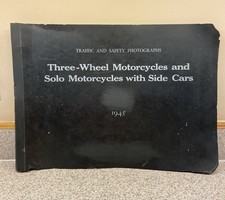 TRAFFIC AND SAFETY PHOTOGRAPHS
Three-Wheel Motorcycles and
Solo Motorcycles with Side Cars
1945